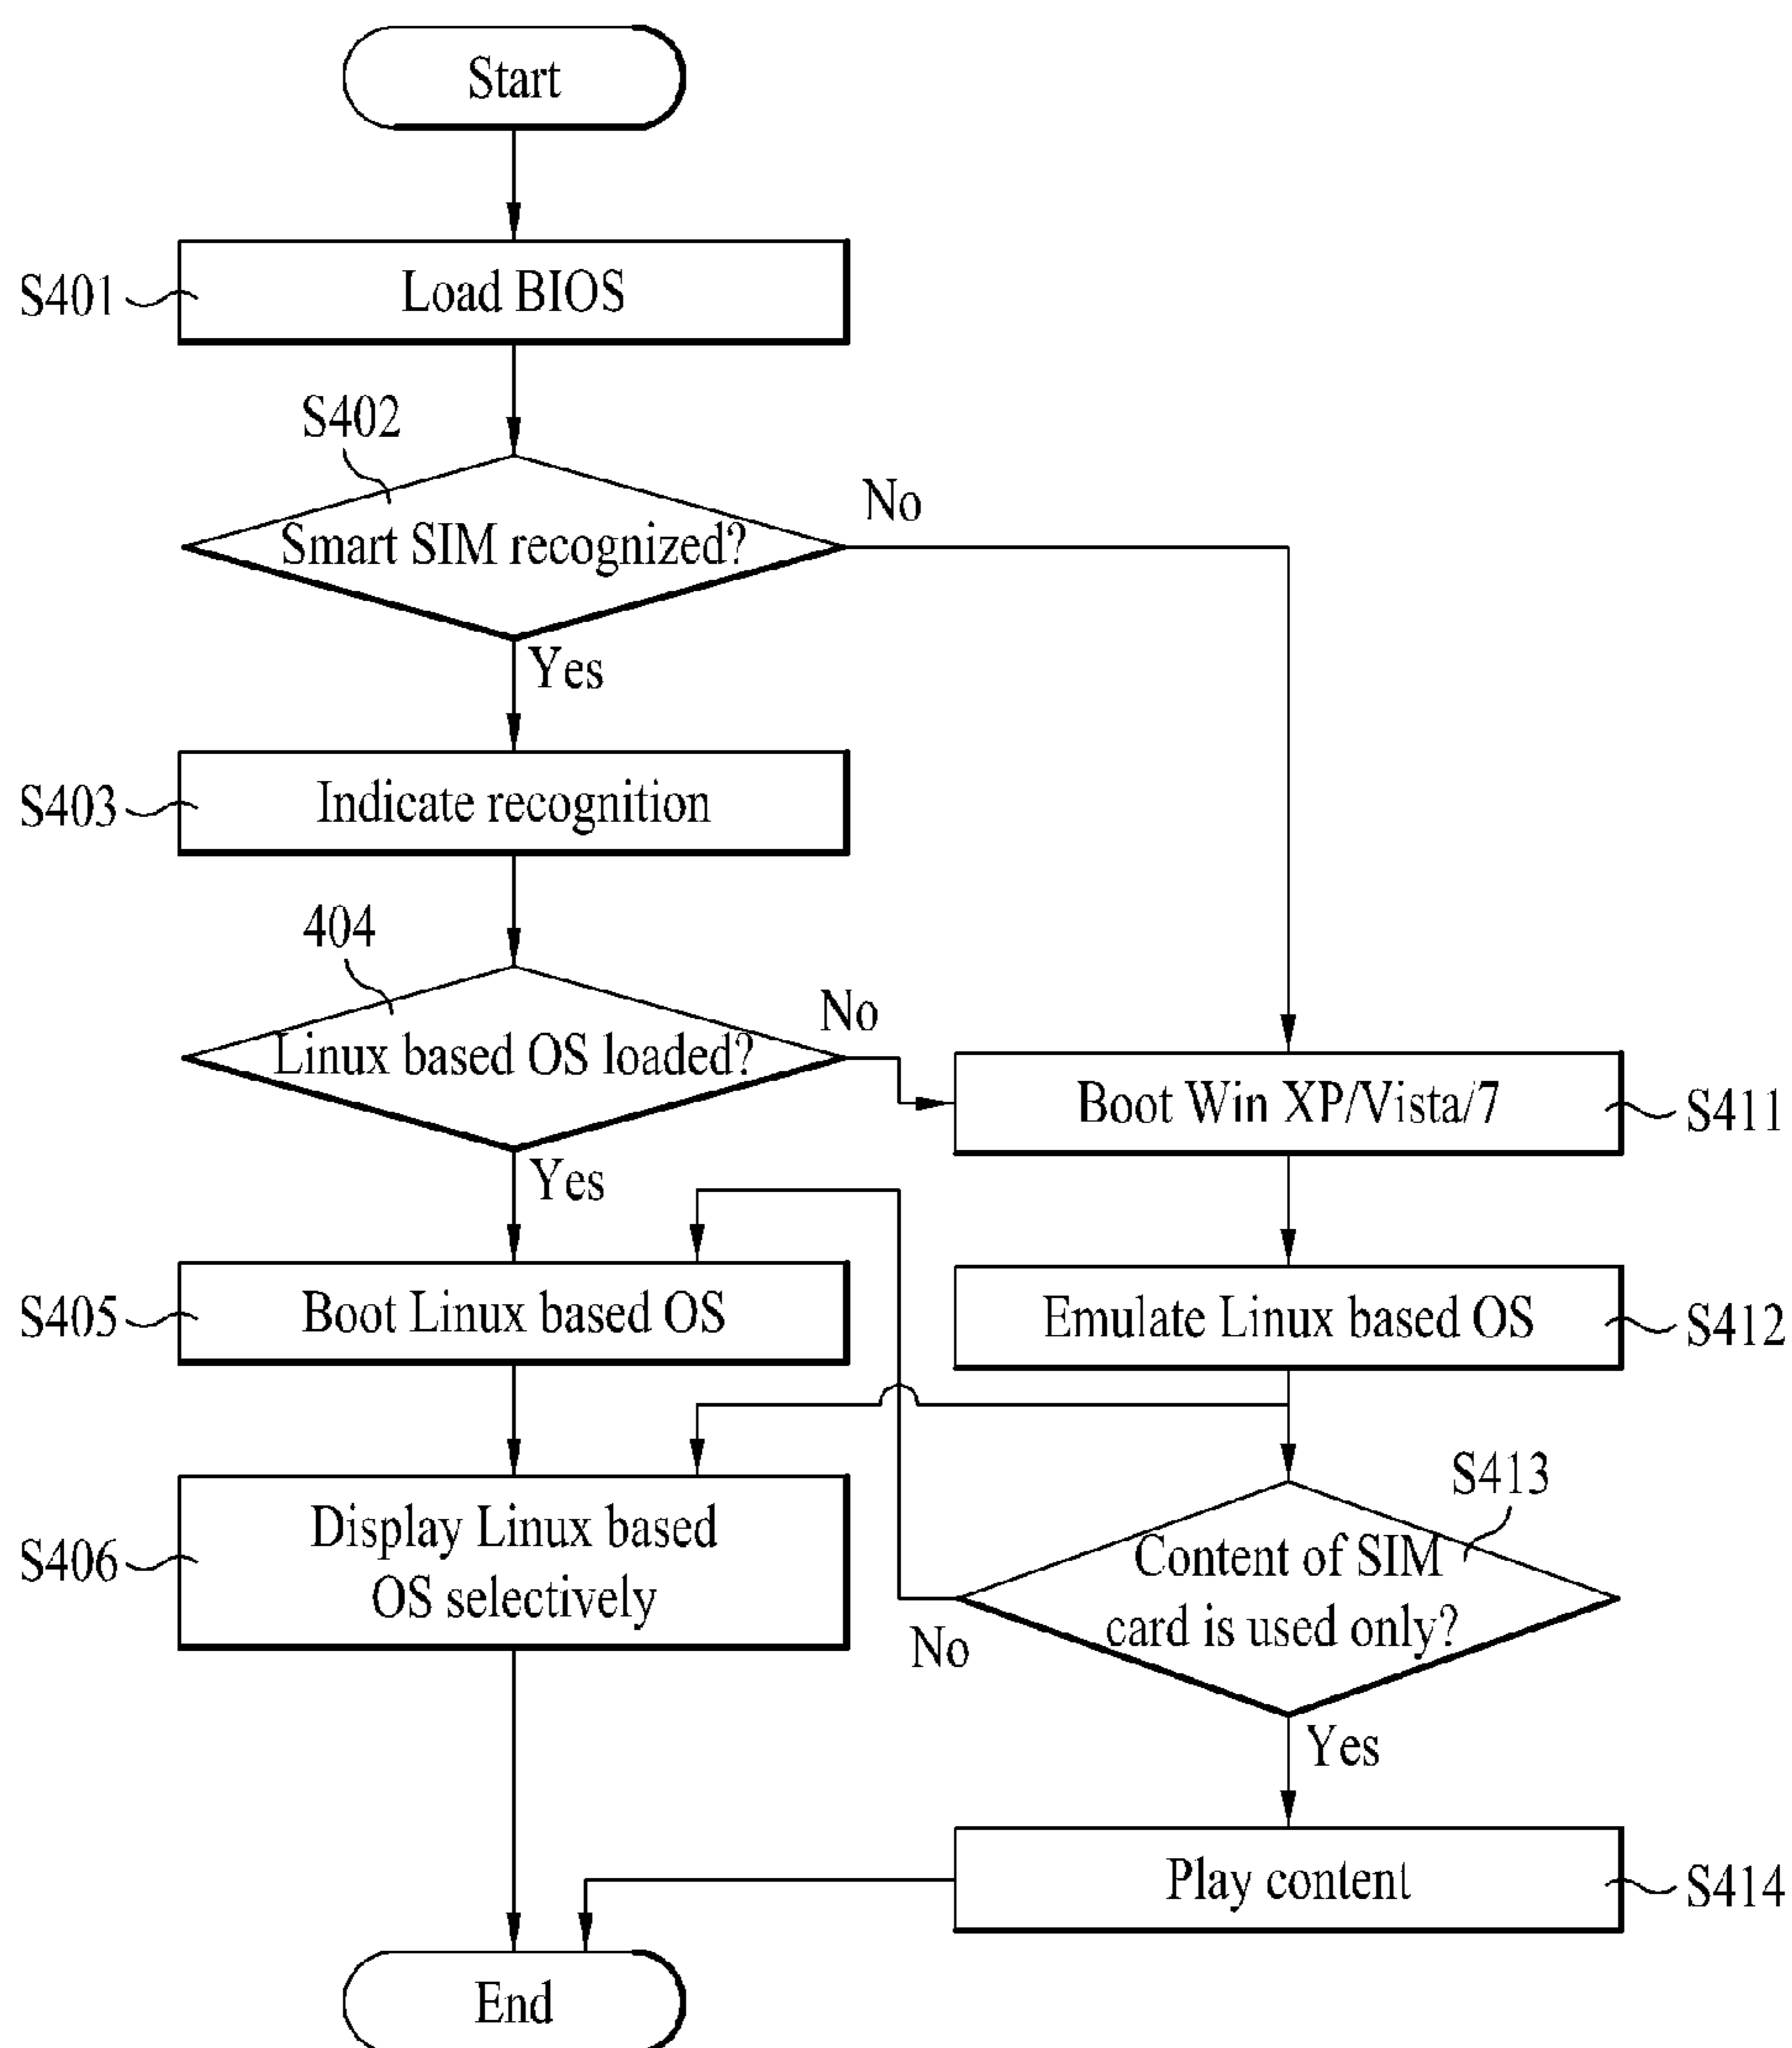 Start
S401
Load BIOS
S402
Smart SIM recognized?
No
Yes
S403
Indicate recognition
404
Linux based OS loaded?
No
Yes
Boot Win XP/Vista/7
S411
S405
Boot Linux based OS
Emulate Linux based OS
S412
S406
Display Linux based
OS selectively
S413
Content of SIM
card is used only?
No
Yes
Play content
S414
End